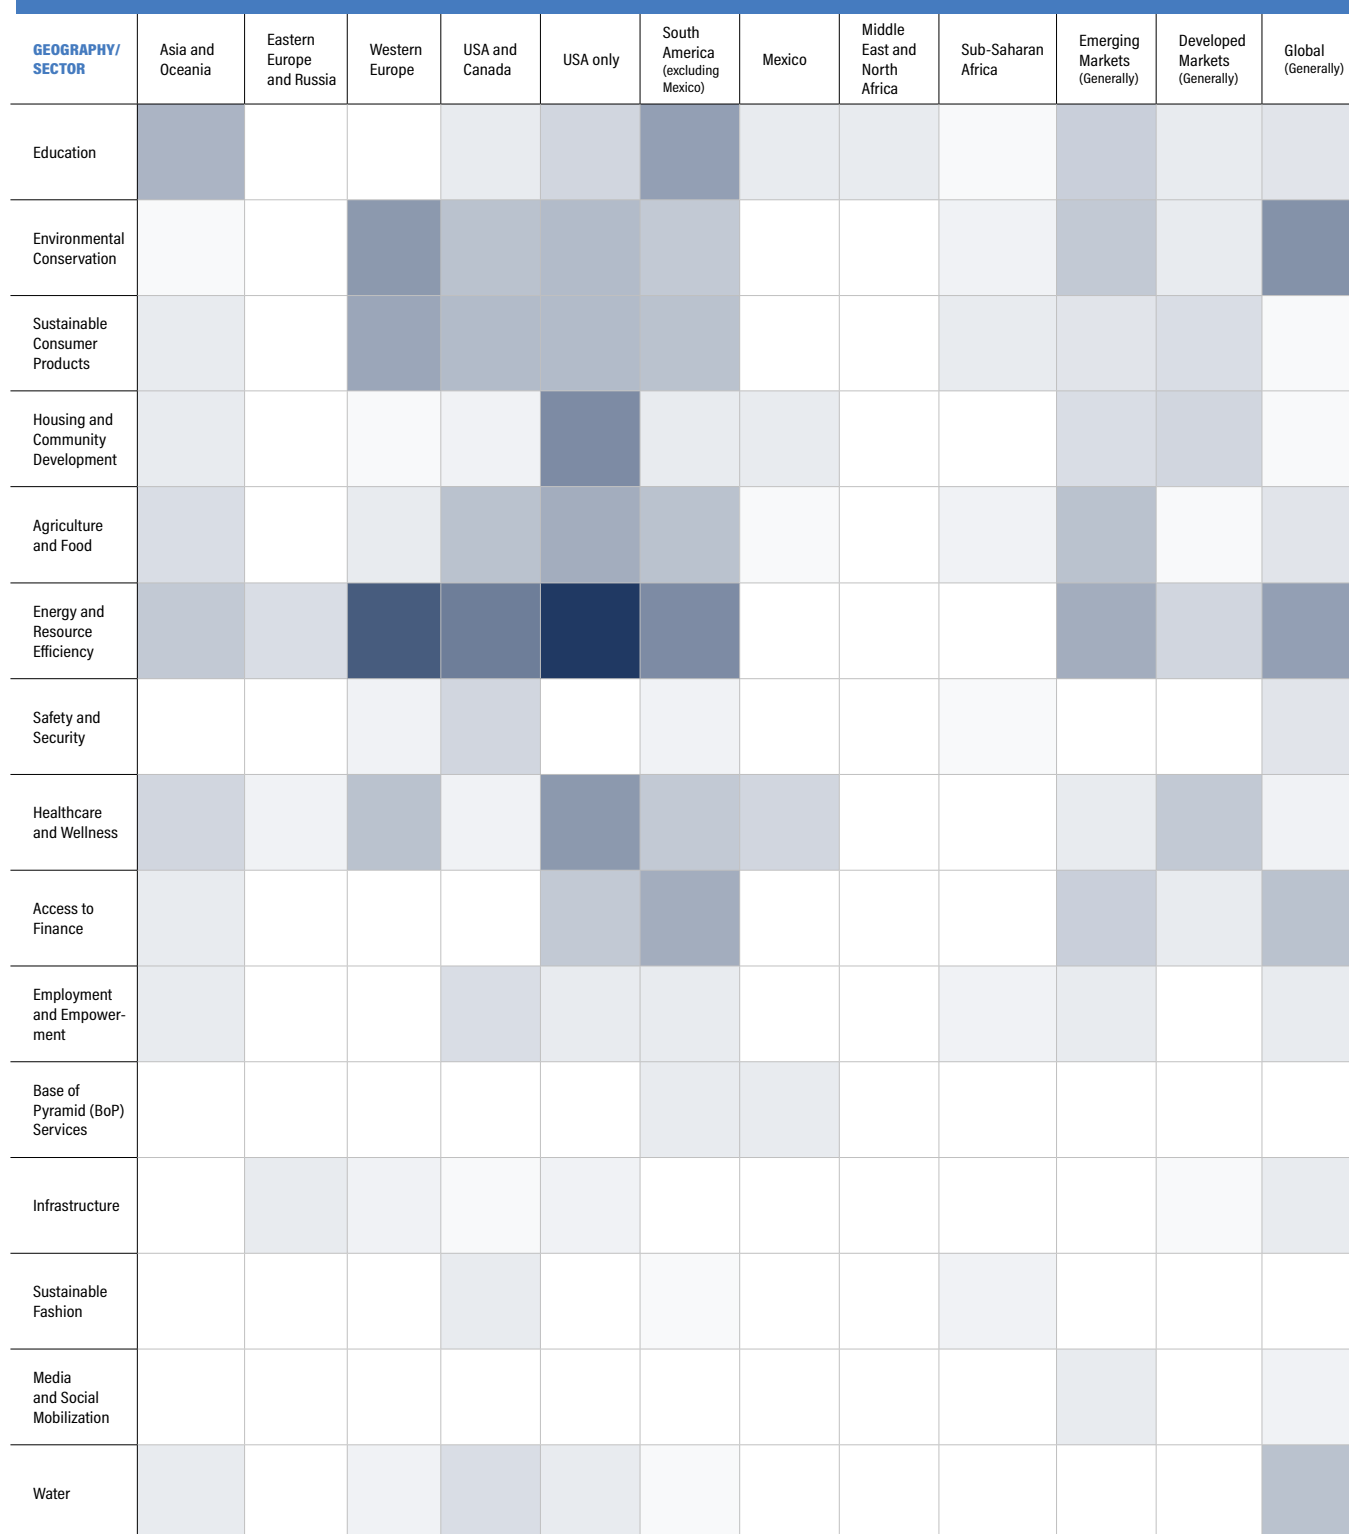 GEOGRAPHY/
SECTOR
Asia and
Oceania
Eastern
Europe
and Russia
Western
Europe
USA and
Canada
USA only
South
America
(excluding
Mexico)
Mexico
Middle
East and
North
Africa
Sub-Saharan
Africa
Emerging
Markets
(Generally)
Developed
Markets
(Generally)
Global
(Generally)
Education
Environmental
Conservation
Sustainable
Consumer
Products
Housing and
Community
Development
Agriculture
and Food
Energy and
Resource
Efficiency
Safety and
Security
Healthcare
and Wellness
Access to
Finance
Employment
and Empower-
ment
Base of
Pyramid (BoP)
Services
Infrastructure
Sustainable
Fashion
Media
and Social
Mobilization
Water